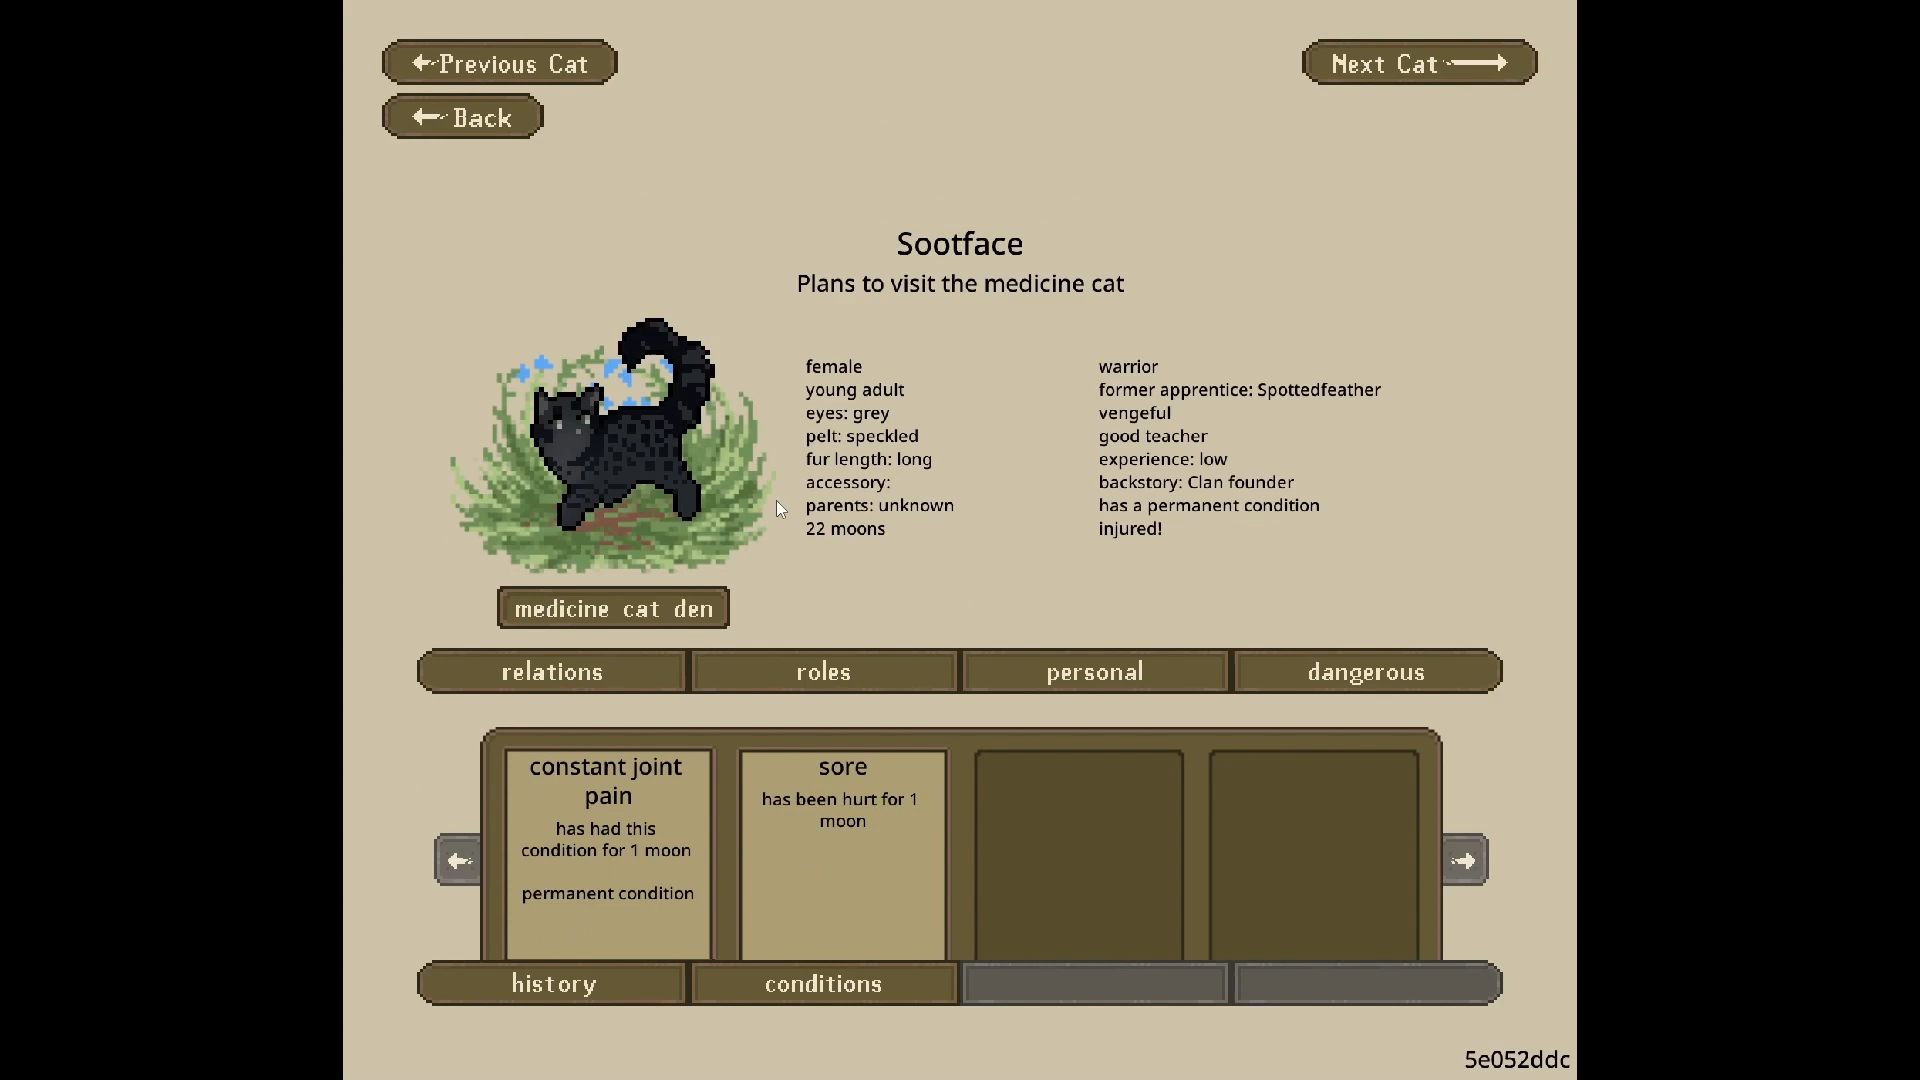 Previous Cat
Next Cat
Back
Sootface
Plans to visit the medicine cat
female
young adult
eyes: grey
pelt: speckled
fur length: long
accessory:
parents: unknown
22 moons
warrior
former apprentice: Spottedfeather
vengeful
good teacher
experience: low
backstory: Clan founder
has a permanent condition
injured!
medicine cat den
relations
roles
personal
dangerous
constant joint
pain
has had this
condition for 1 moon
permanent condition
sore
has been hurt for 1
moon
history
conditions
5e052ddc